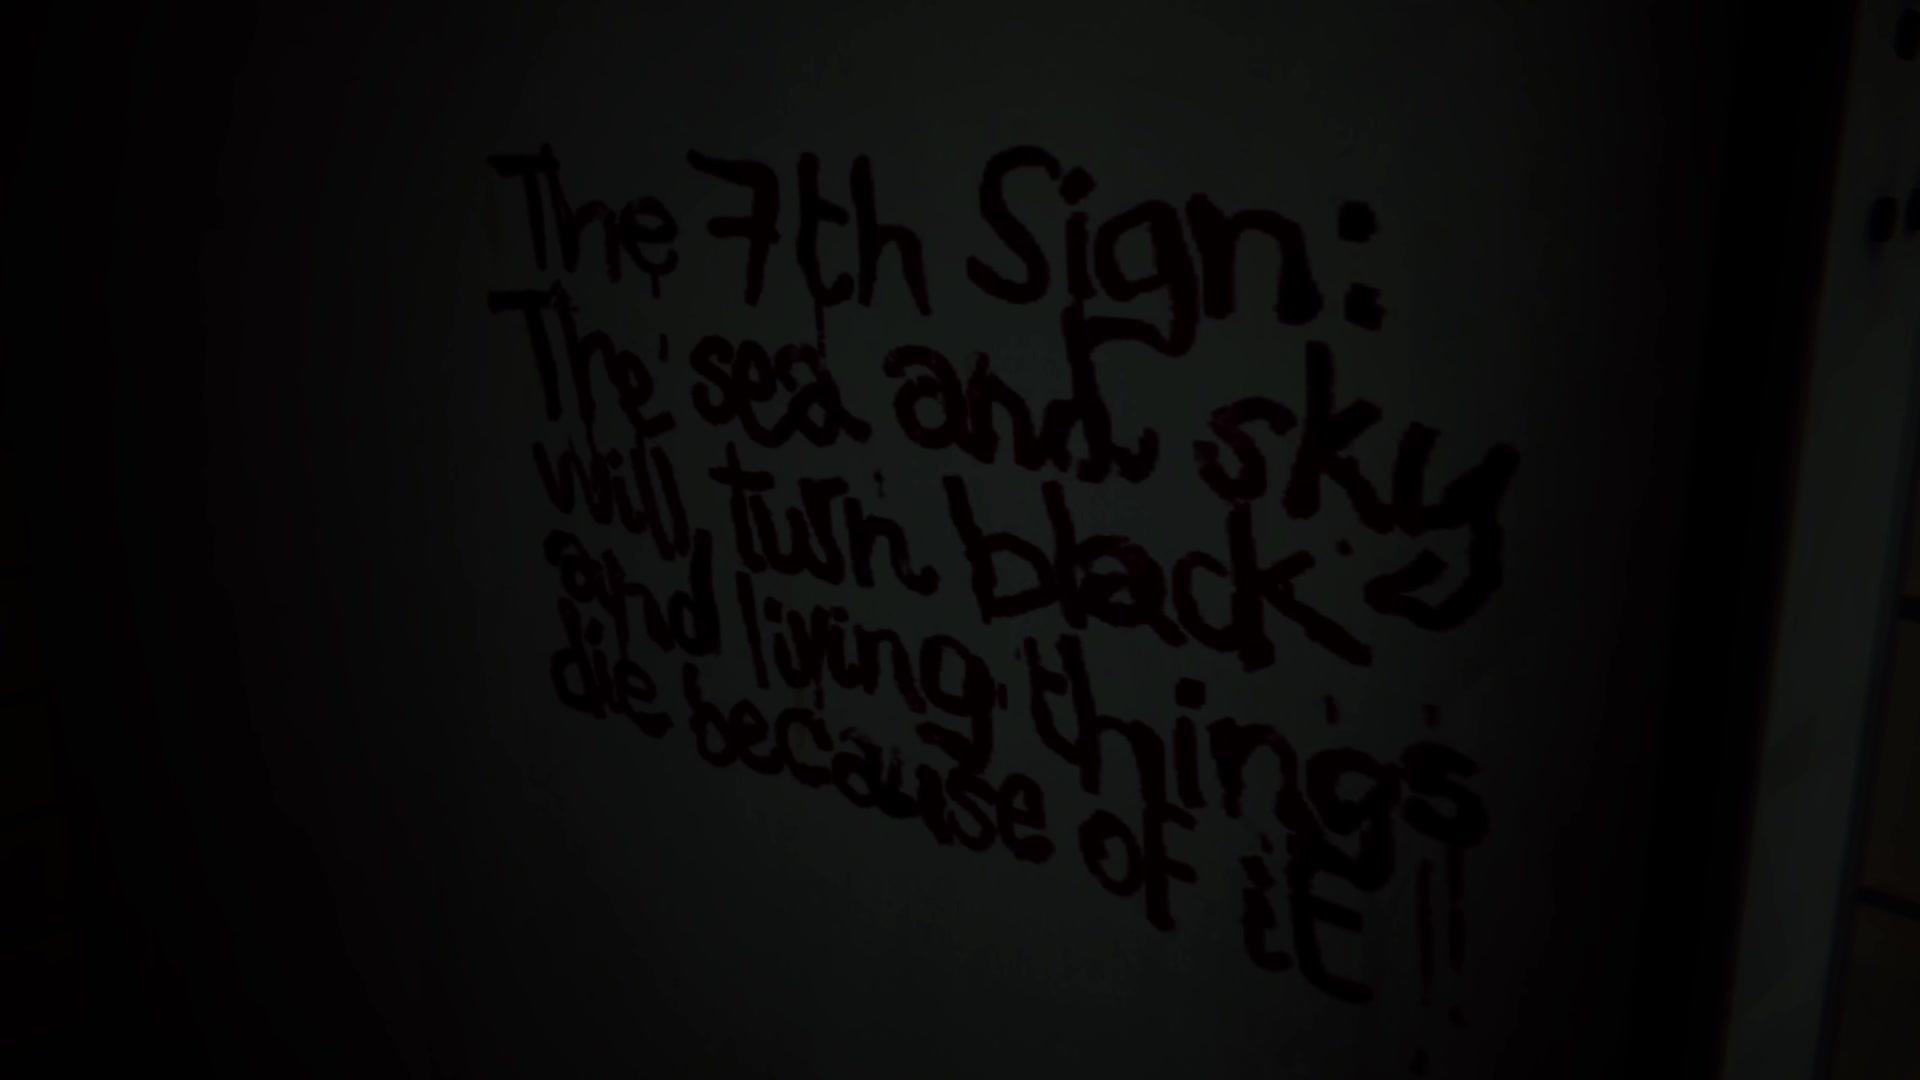 The 7th Sign:
The sea and sky
will turn black
and living things
die because of it!!